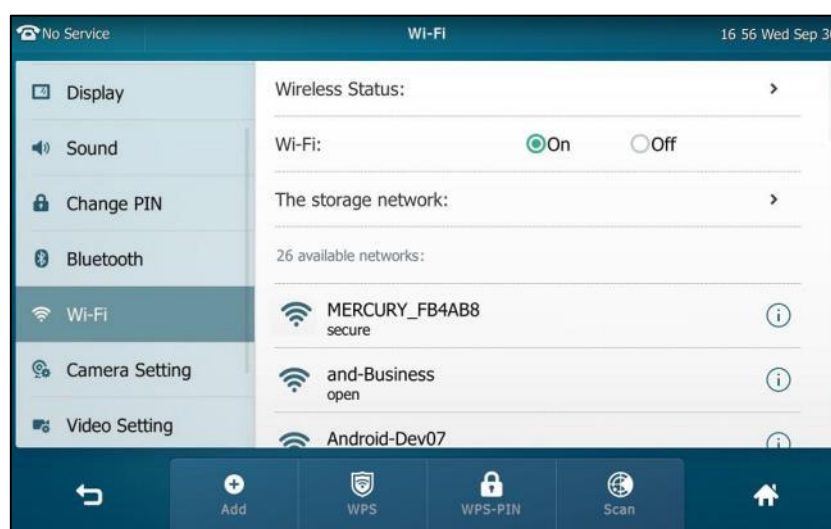 No Service
Wi-Fi
16 56 Wed Sep 30
Display
Sound
Change PIN
Bluetooth
Wi-Fi
Camera Setting
Video Setting
Wireless Status:
Wi-Fi: On Off
The storage network:
26 available networks:
MERCURY_FB4AB8
secure
and-Business
open
Android-Dev07
Add
WPS
WPS-PIN
Scan